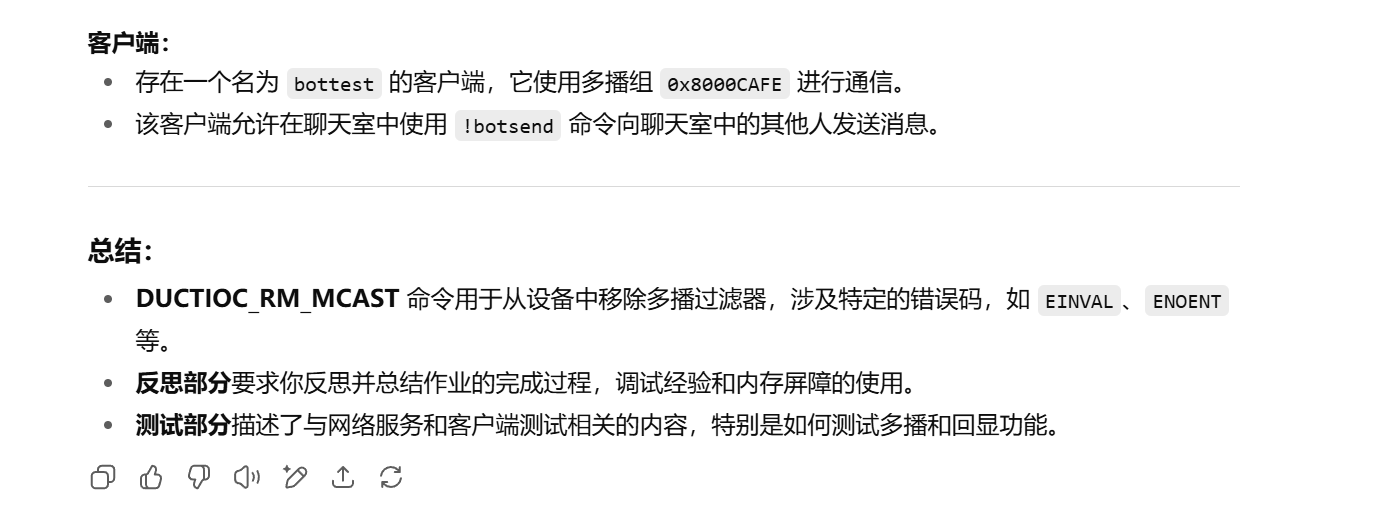 客户端：
存在一个名为 bottest 的客户端，它使用多播组 0x8000CAFE 进行通信。
该客户端允许在聊天室中使用 !botsend 命令向聊天室中的其他人发送消息。
总结：
DUCTIOC_RM_MCAST 命令用于从设备中移除多播过滤器，涉及特定的错误码，如 EINVAL、ENOENT
等。
反思部分要求你反思并总结作业的完成过程，调试经验和内存屏障的使用。
测试部分描述了与网络服务和客户端测试相关的内容，特别是如何测试多播和回显功能。